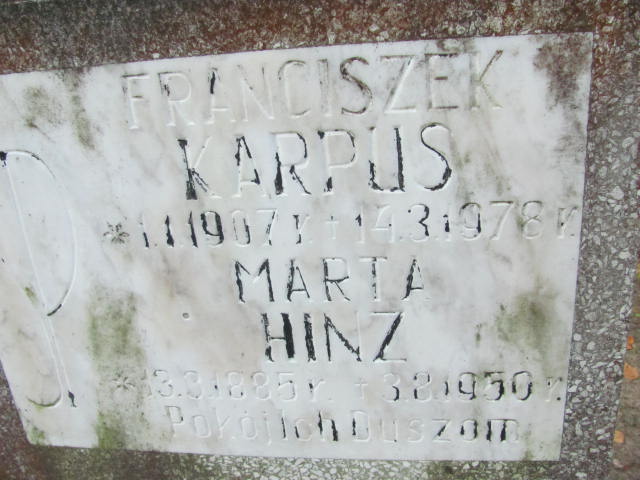 FRANCISZEK
KARPUS
* 1.1.1907 r. + 14.3.1978 r.
MARTA
HINZ
* 13.3.1885 r. + 3.8.1950 r.
Pokój Ich Duszom